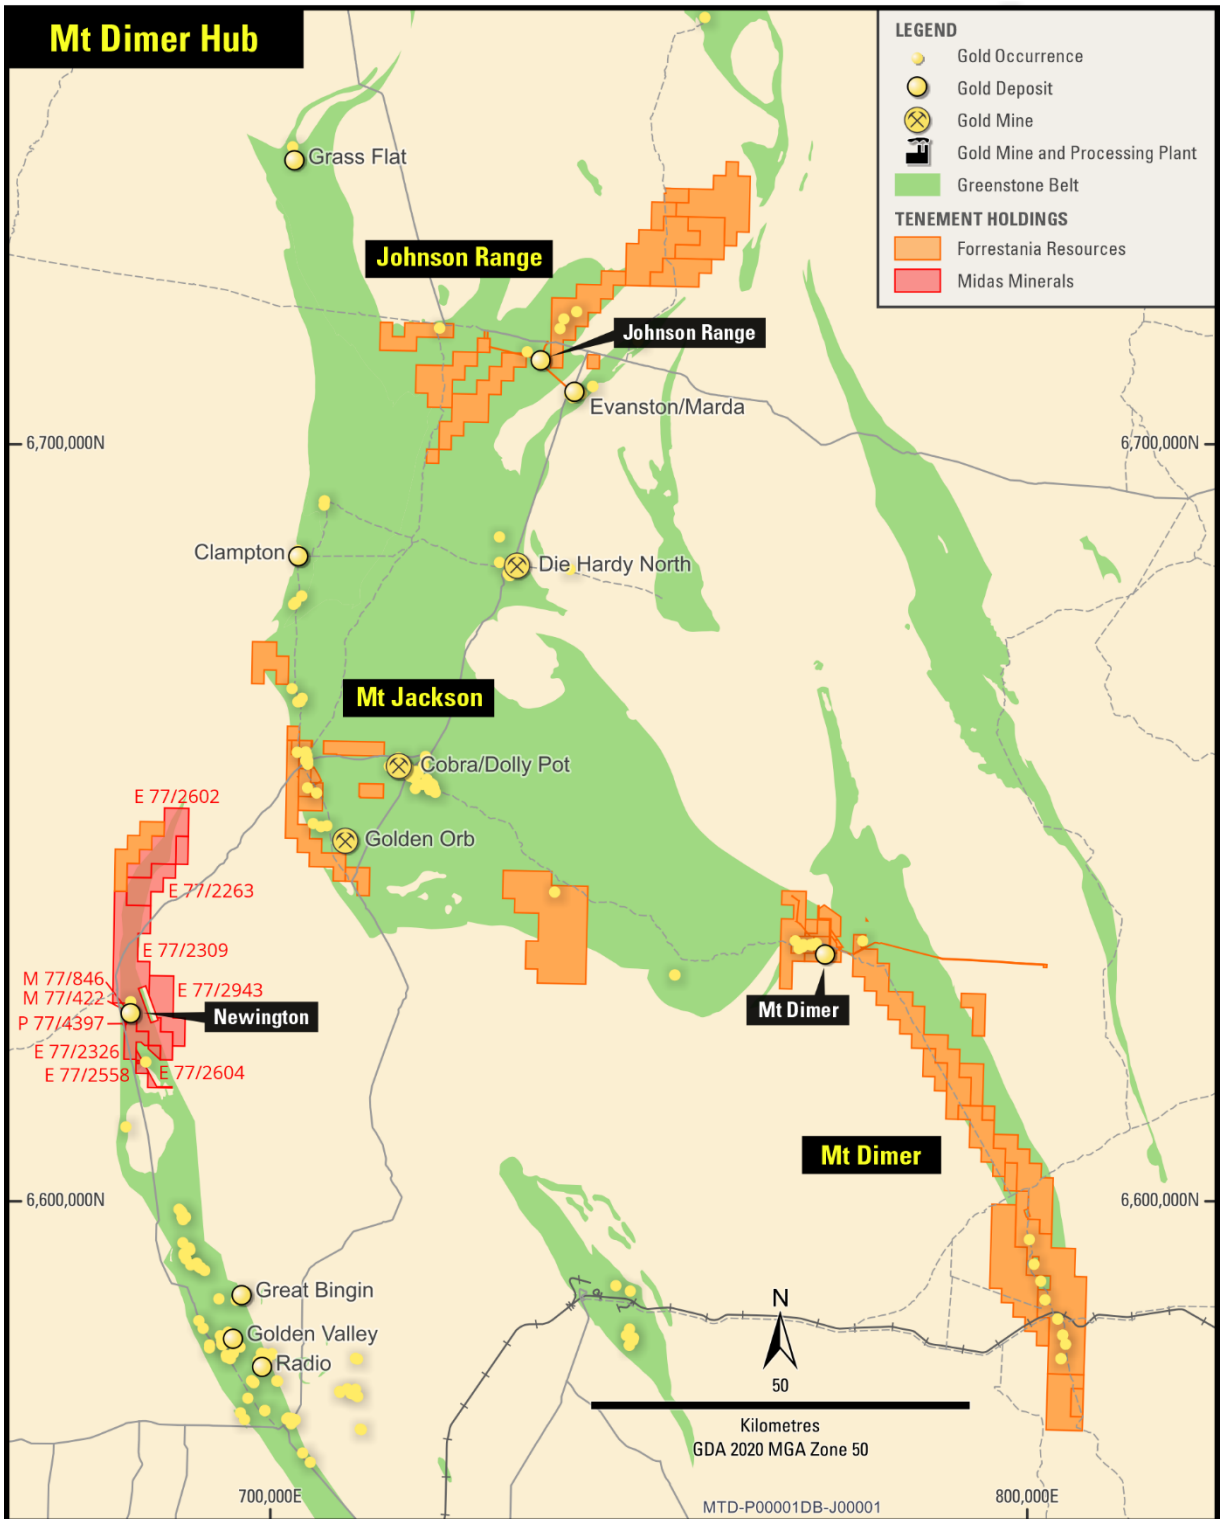 Mt Dimer Hub
LEGEND
Gold Occurrence
Gold Deposit
Gold Mine
Gold Mine and Processing Plant
Greenstone Belt
TENEMENT HOLDINGS
Forrestania Resources
Midas Minerals
Grass Flat
Johnson Range
Johnson Range
Evanston/Marda
6,700,000N
6,700,000N
Clampton
Die Hardy North
Mt Jackson
Cobra/Dolly Pot
E 77/2602
Golden Orb
E 77/2263
E 77/2309
M 77/846
E 77/2943
M 77/422
Newington
P 77/4397
Mt Dimer
E 77/2326
E 77/2558
E 77/2604
Mt Dimer
6,600,000N
6,600,000N
Great Bingin
Golden Valley
Radio
N
50
Kilometres
GDA 2020 MGA Zone 50
700,000E
MTD-P00001DB-J00001
800,000E